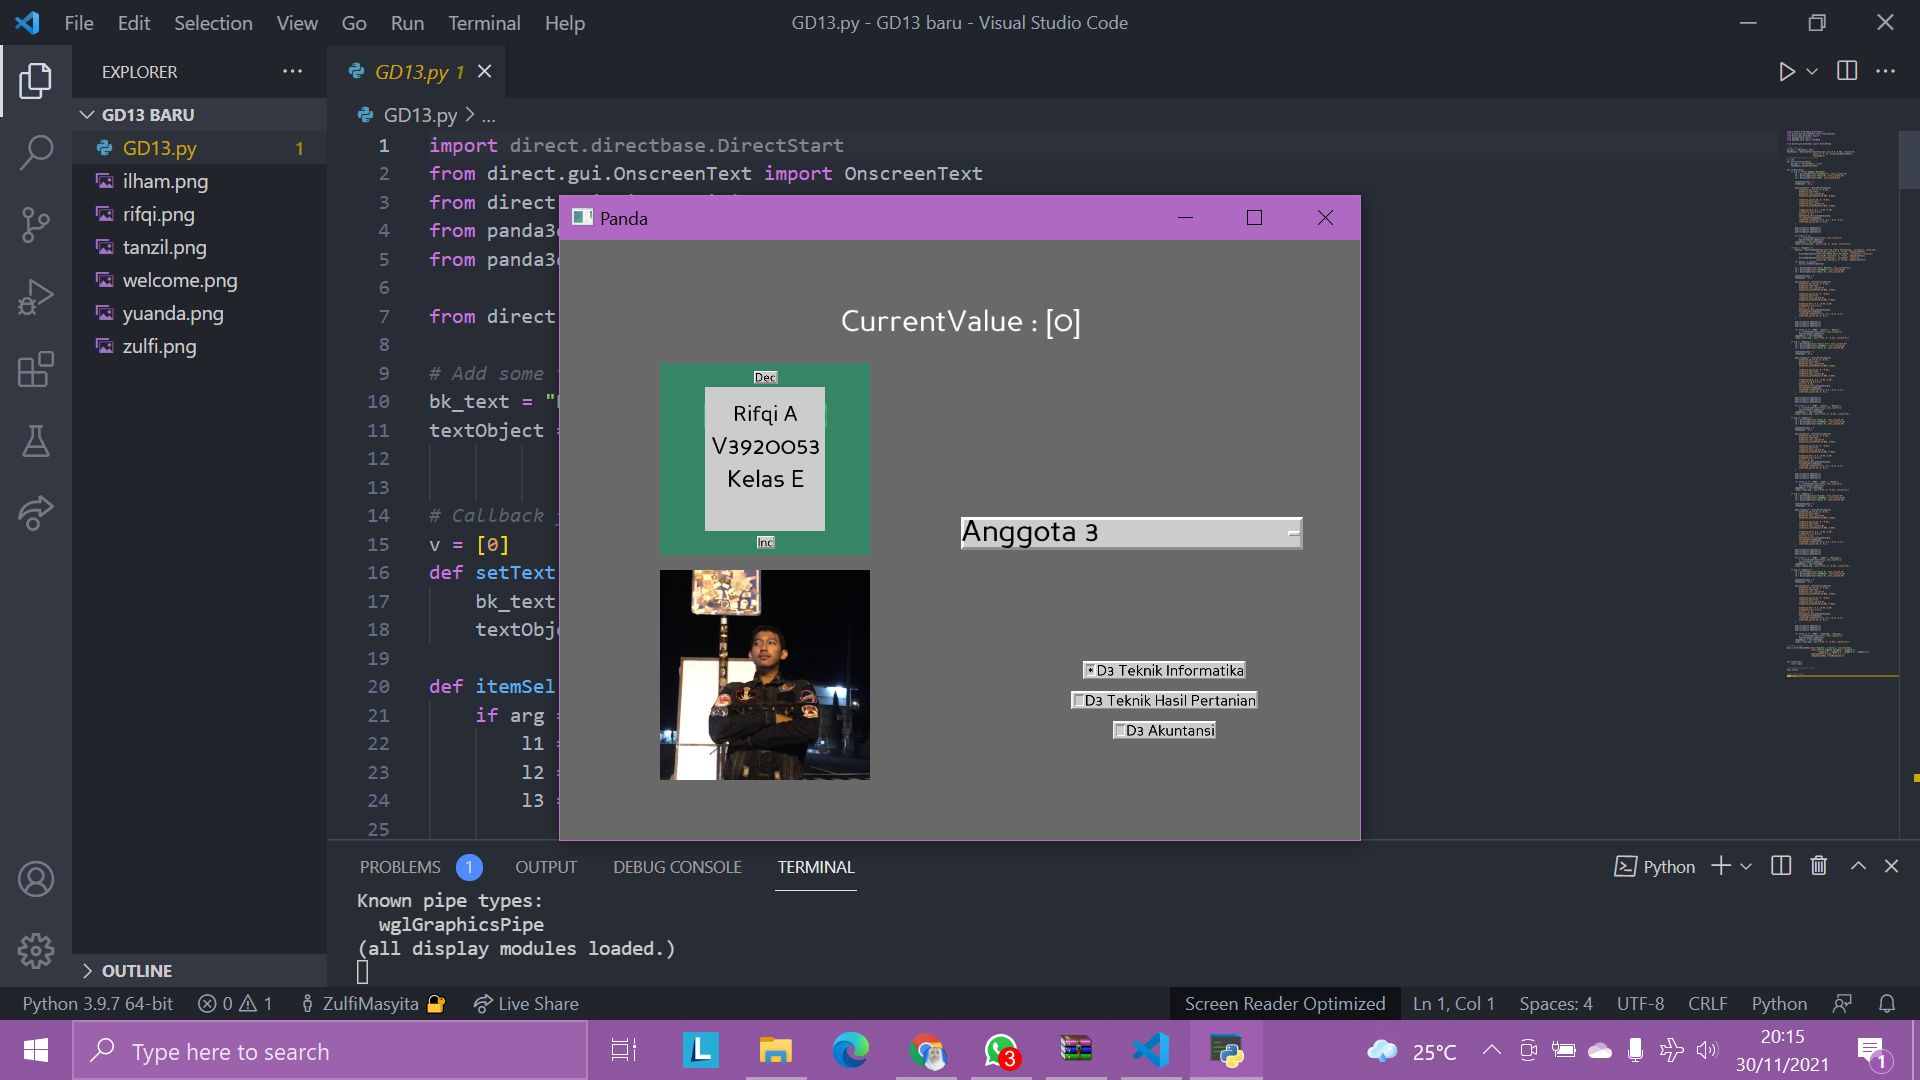 File Edit Selection View Go Run Terminal Help
GD13.py - GD13 baru - Visual Studio Code
EXPLORER
GD13 BARU
GD13.py 1
ilham.png
rifqi.png
tanzil.png
welcome.png
yuanda.png
zulfi.png
OUTLINE
GD13.py 1
GD13.py > ...
1 import direct.directbase.DirectStart
2 from direct.gui.OnscreenText import OnscreenText
3 from direct.
4 from panda3
5 from panda3
6
7 from direct
8
9 # Add some
10 bk_text = "
11 textObject =
12
13
14 # Callback
15 v = [0]
16 def setText
17 bk_text
18 textObj
19
20 def itemSel
21 if arg =
22 l1 =
23 l2 =
24 l3 =
25
Panda
CurrentValue : [0]
Dec
Rifqi A
V3920053
Kelas E
Inc
Anggota 3
D3 Teknik Informatika
D3 Teknik Hasil Pertanian
D3 Akuntansi
PROBLEMS 1 OUTPUT DEBUG CONSOLE TERMINAL
Python
Known pipe types:
wglGraphicsPipe
(all display modules loaded.)
Python 3.9.7 64-bit 0 1 ZulfiMasyita Live Share
Screen Reader Optimized Ln 1, Col 1 Spaces: 4 UTF-8 CRLF Python
Type here to search
L
3
25°C
20:15
30/11/2021
1